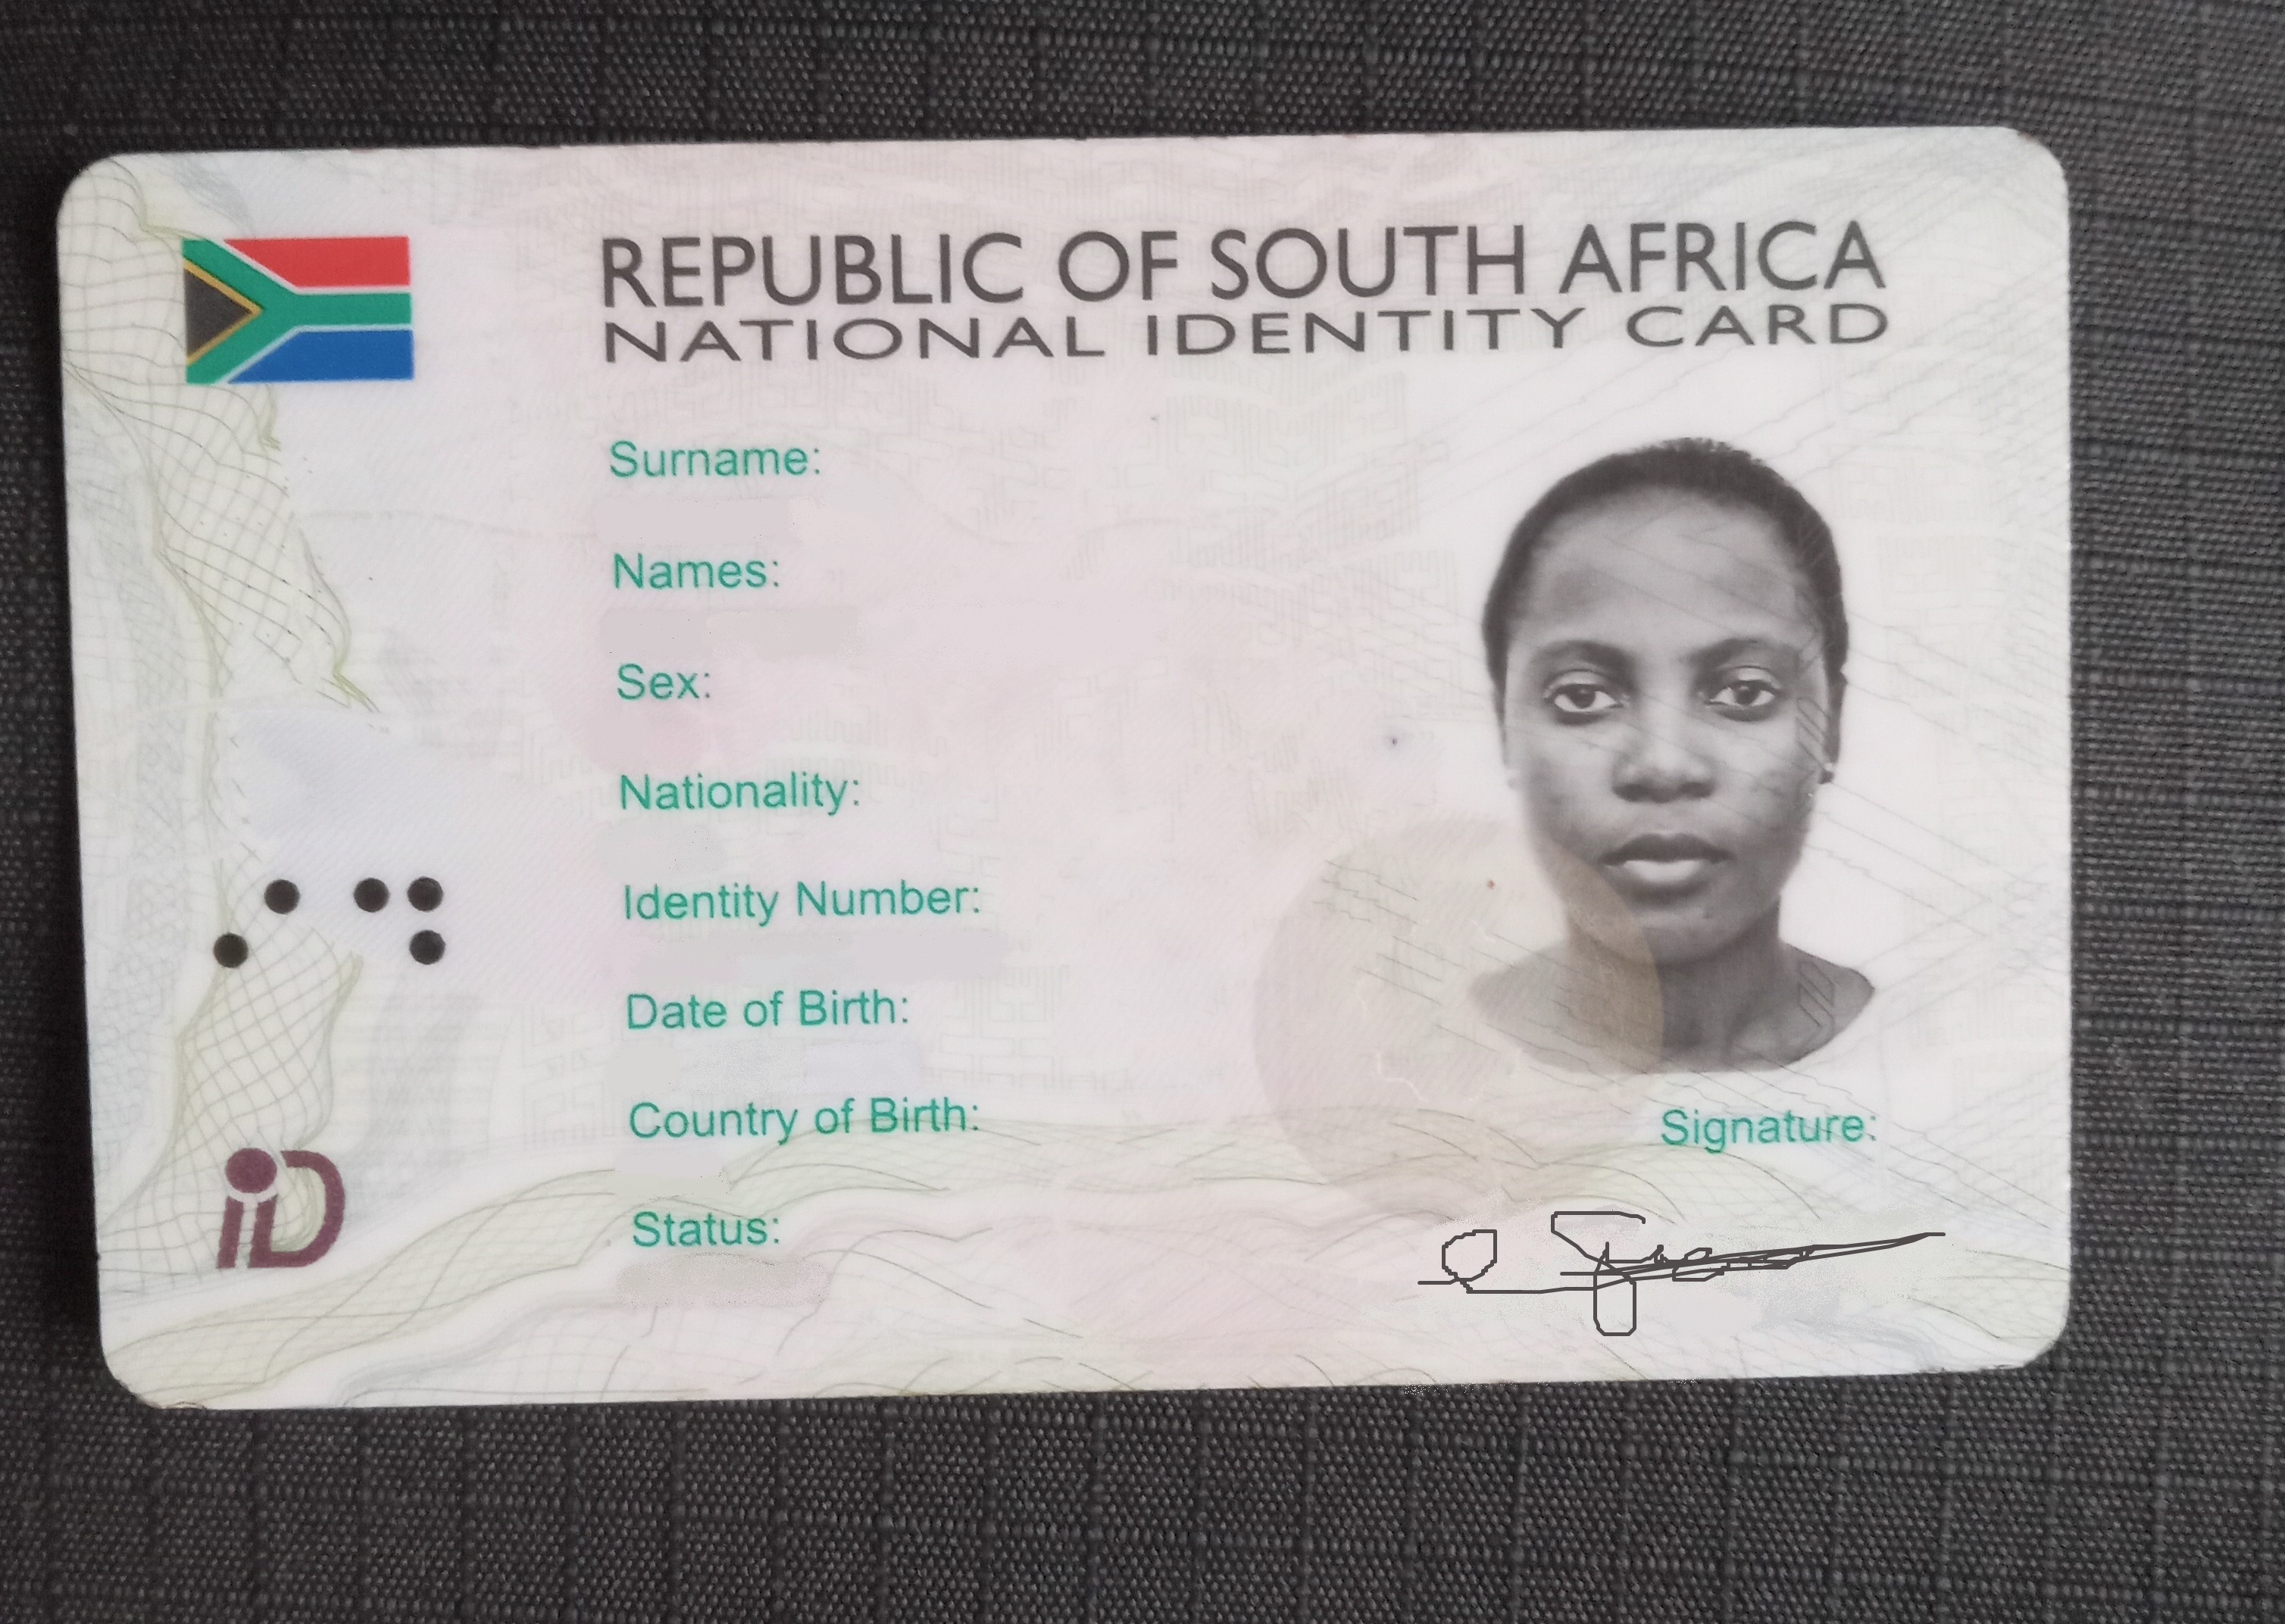 REPUBLIC OF SOUTH AFRICA
NATIONAL IDENTITY CARD
Surname:
Names:
Sex:
Nationality:
Identity Number:
Date of Birth:
Country of Birth:
Status:
Signature:
iD